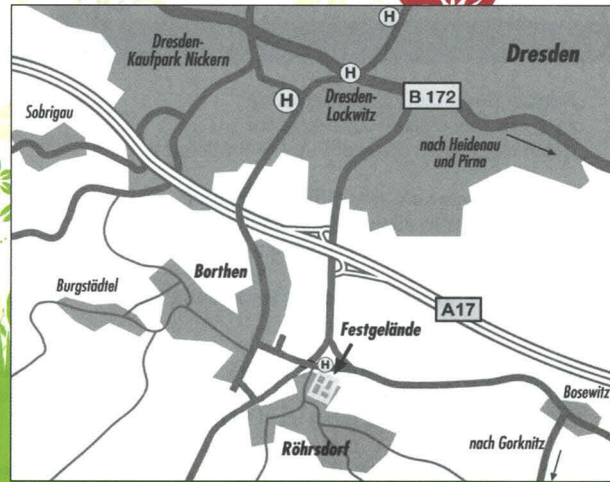 H
Dresden-
Kaufpark Nickern
Dresden
H
Dresden-
Lockwitz
H
B 172
Sobrigau
nach Heidenau
und Pirna
Borthen
Burgstädtel
A17
Festgelände
H
Bosewitz
Röhrsdorf
nach Gorknitz